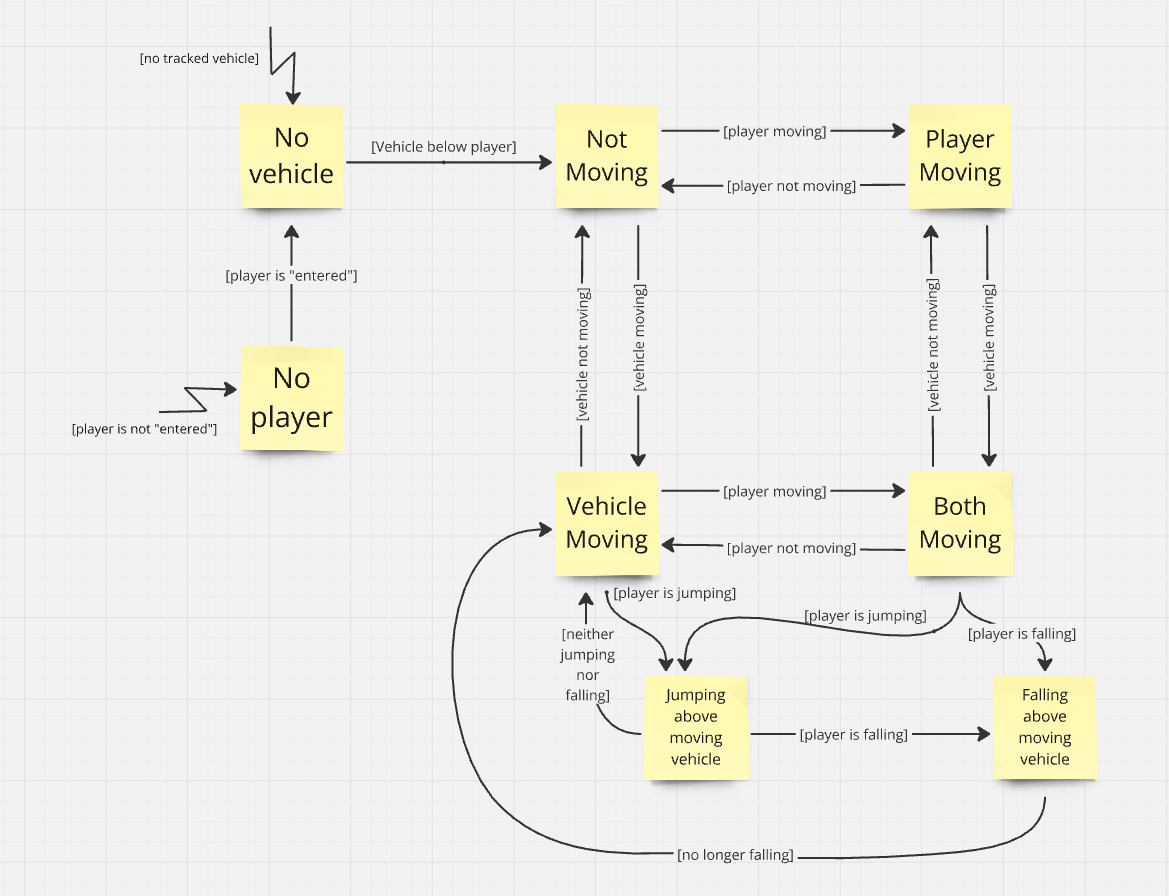 [no tracked vehicle]
No
vehicle
[Vehicle below player]
Not
Moving
[player moving]
[player not moving]
Player
Moving
[player is "entered"]
[vehicle not moving]
[vehicle moving]
[vehicle not moving]
[vehicle moving]
No
player
[player is not "entered"]
Vehicle
Moving
[player moving]
[player not moving]
Both
Moving
[player is jumping]
[player is jumping]
[player is falling]
[neither
jumping
nor
falling]
Jumping
above
moving
vehicle
[player is falling]
Falling
above
moving
vehicle
[no longer falling]